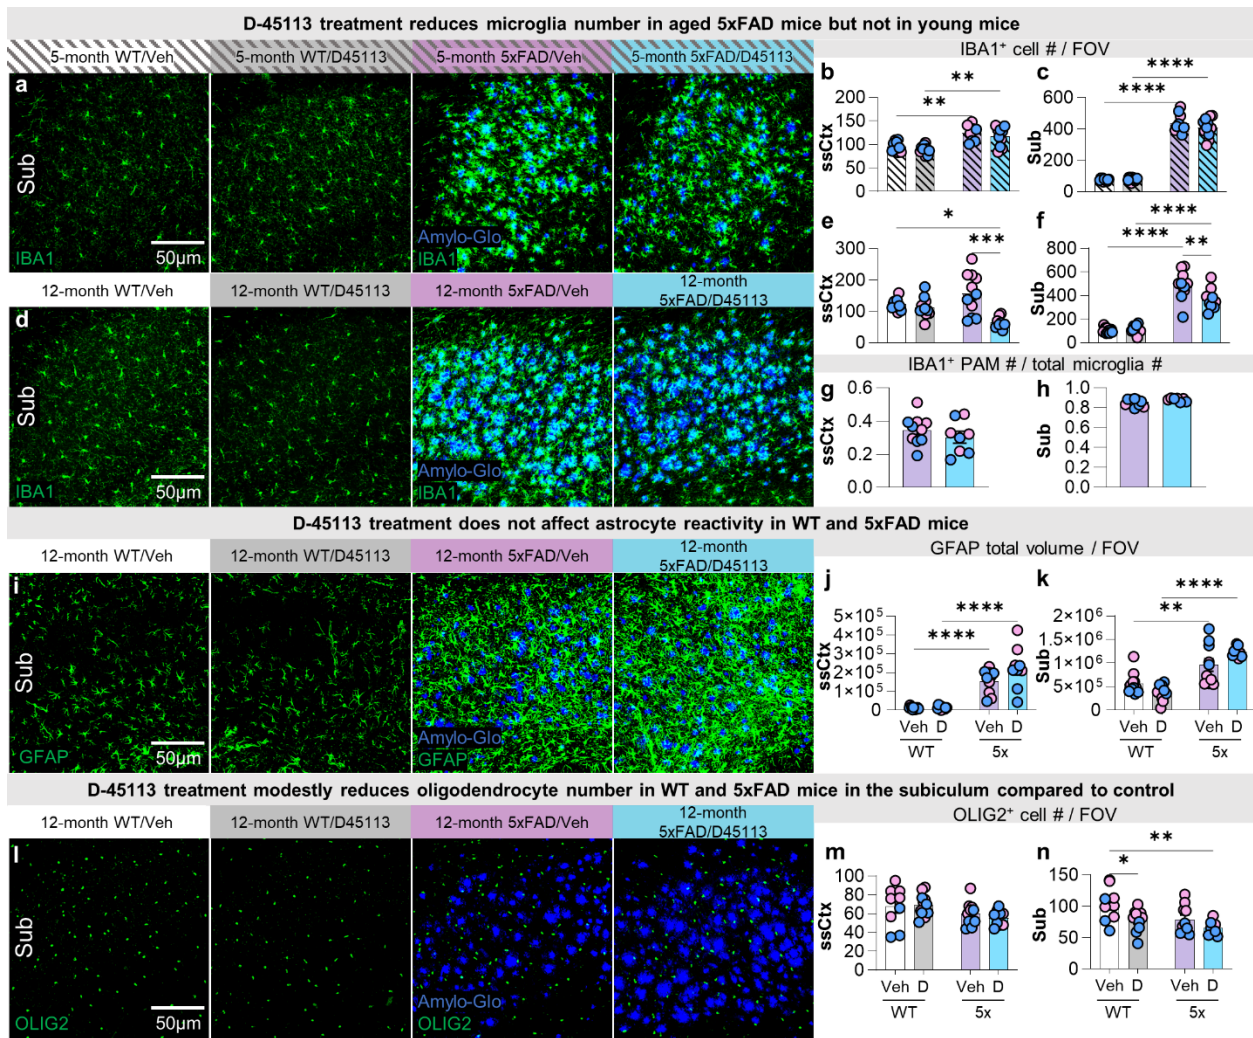 D-45113 treatment reduces microglia number in aged 5xFAD mice but not in young mice
5-month WT/Veh
5-month WT/D45113
5-month 5xFAD/Veh
5-month 5xFAD/D45113
IBA1⁺ cell # / FOV
a
Sub
IBA1
50µm
Amylo-Glo
IBA1
b
ssCtx
200
150
100
50
0
**
**
c
Sub
600
400
200
0
****
****
12-month WT/Veh
12-month WT/D45113
12-month 5xFAD/Veh
12-month
5xFAD/D45113
d
Sub
IBA1
50µm
Amylo-Glo
IBA1
e
ssCtx
300
200
100
0
*
***
f
Sub
800
600
400
200
0
****
****
**
IBA1⁺ PAM # / total microglia #
g
ssCtx
0.6
0.4
0.2
0.0
h
Sub
1.0
0.8
0.6
0.4
0.2
0.0
D-45113 treatment does not affect astrocyte reactivity in WT and 5xFAD mice
12-month WT/Veh
12-month WT/D45113
12-month 5xFAD/Veh
12-month
5xFAD/D45113
GFAP total volume / FOV
i
Sub
GFAP
50µm
Amylo-Glo
GFAP
j
ssCtx
5×10⁵
4×10⁵
3×10⁵
2×10⁵
1×10⁵
0
****
****
Veh D
WT
Veh D
5x
k
Sub
2×10⁶
1×10⁶
1×10⁶
5×10⁵
0
****
**
Veh D
WT
Veh D
5x
D-45113 treatment modestly reduces oligodendrocyte number in WT and 5xFAD mice in the subiculum compared to control
12-month WT/Veh
12-month WT/D45113
12-month 5xFAD/Veh
12-month
5xFAD/D45113
OLIG2⁺ cell # / FOV
l
Sub
OLIG2
50µm
Amylo-Glo
OLIG2
m
ssCtx
100
80
60
40
20
0
Veh D
WT
Veh D
5x
n
Sub
150
100
50
0
**
*
Veh D
WT
Veh D
5x